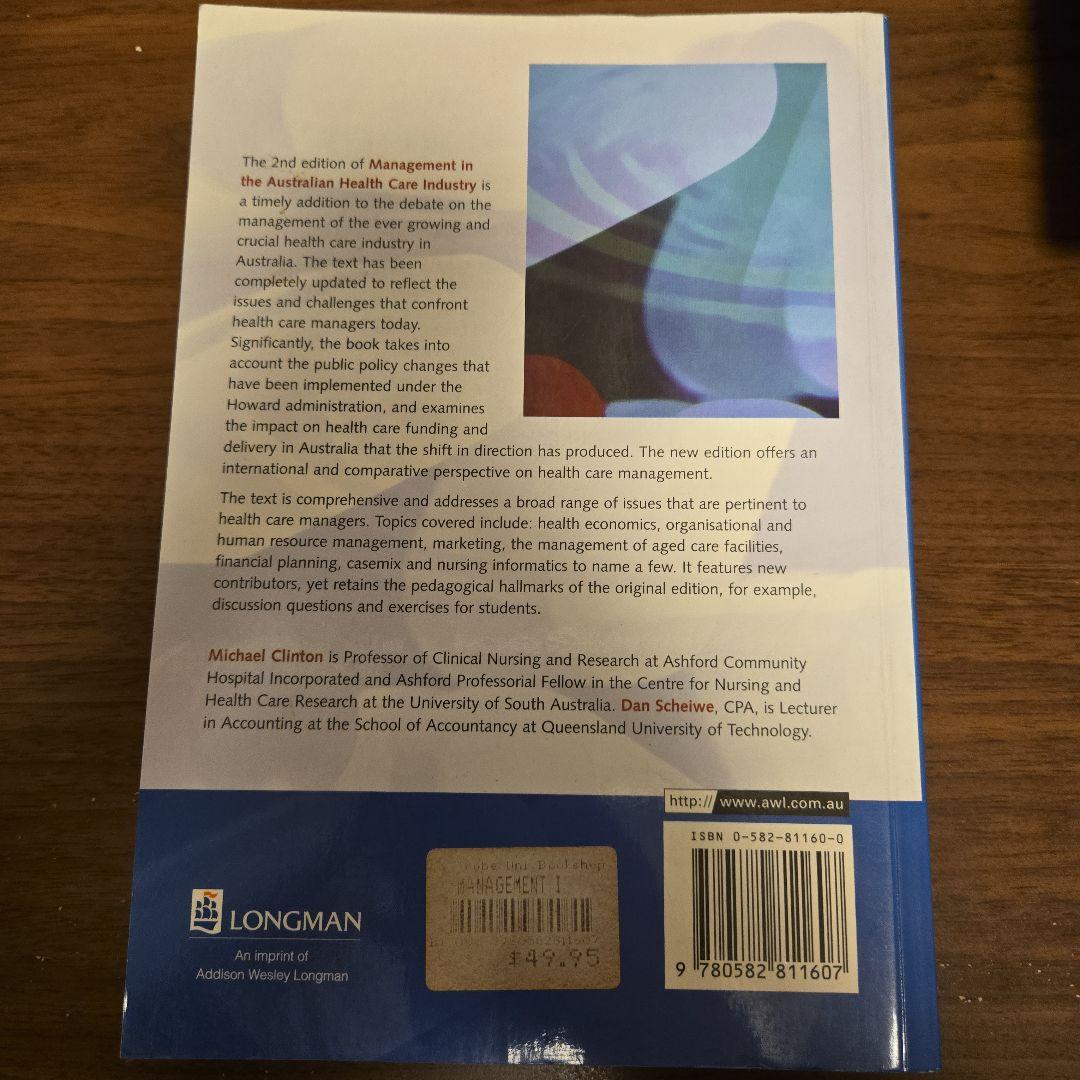 The 2nd edition of Management in
the Australian Health Care Industry is
a timely addition to the debate on the
management of the ever growing and
crucial health care industry in
Australia. The text has been
completely updated to reflect the
issues and challenges that confront
health care managers today.
Significantly, the book takes into
account the public policy changes that
have been implemented under the
Howard administration, and examines
the impact on health care funding and
delivery in Australia that the shift in direction has produced. The new edition offers an
international and comparative perspective on health care management.
The text is comprehensive and addresses a broad range of issues that are pertinent to
health care managers. Topics covered include: health economics, organisational and
human resource management, marketing, the management of aged care facilities,
financial planning, casemix and nursing informatics to name a few. It features new
contributors, yet retains the pedagogical hallmarks of the original edition, for example,
discussion questions and exercises for students.
Michael Clinton is Professor of Clinical Nursing and Research at Ashford Community
Hospital Incorporated and Ashford Professorial Fellow in the Centre for Nursing and
Health Care Research at the University of South Australia. Dan Scheiwe, CPA, is Lecturer
in Accounting at the School of Accountancy at Queensland University of Technology.
http:// www.awl.com.au
ISBN 0-582-81160-0
9 780582 811607
Uni Bookshop
MANAGEMENT I
$49.95
LONGMAN
An imprint of
Addison Wesley Longman